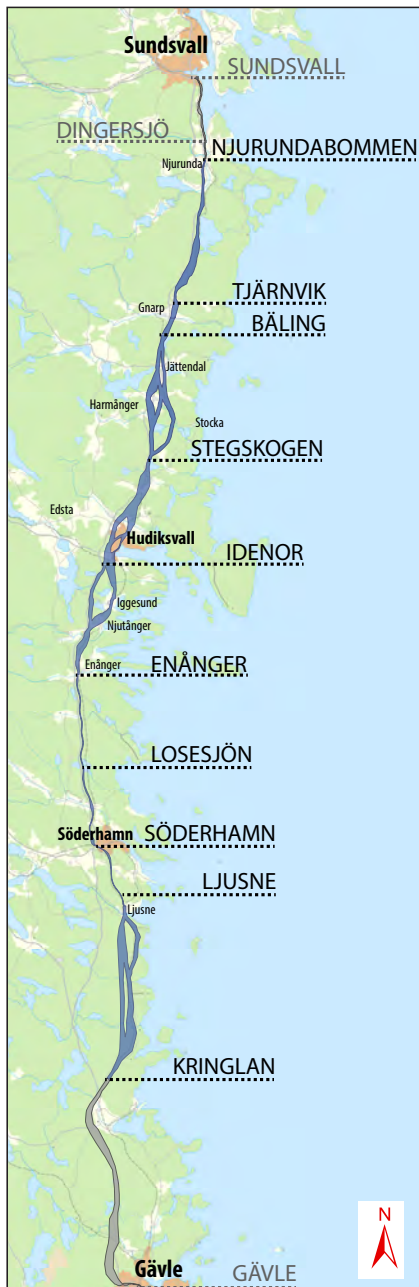 Sundsvall
SUNDSVALL
DINGERSJÖ
NJURUNDABOMMEN
Njurunda
TJÄRNVIK
Gnarp
BÄLING
Jättendal
Harmånger
Stocka
STEGSKOGEN
Edsta
Hudiksvall
IDENOR
Iggesund
Njutånger
Enånger
ENÅNGER
LOSESJÖN
Söderhamn
SÖDERHAMN
LJUSNE
Ljusne
KRINGLAN
N
Gävle
GÄVLE